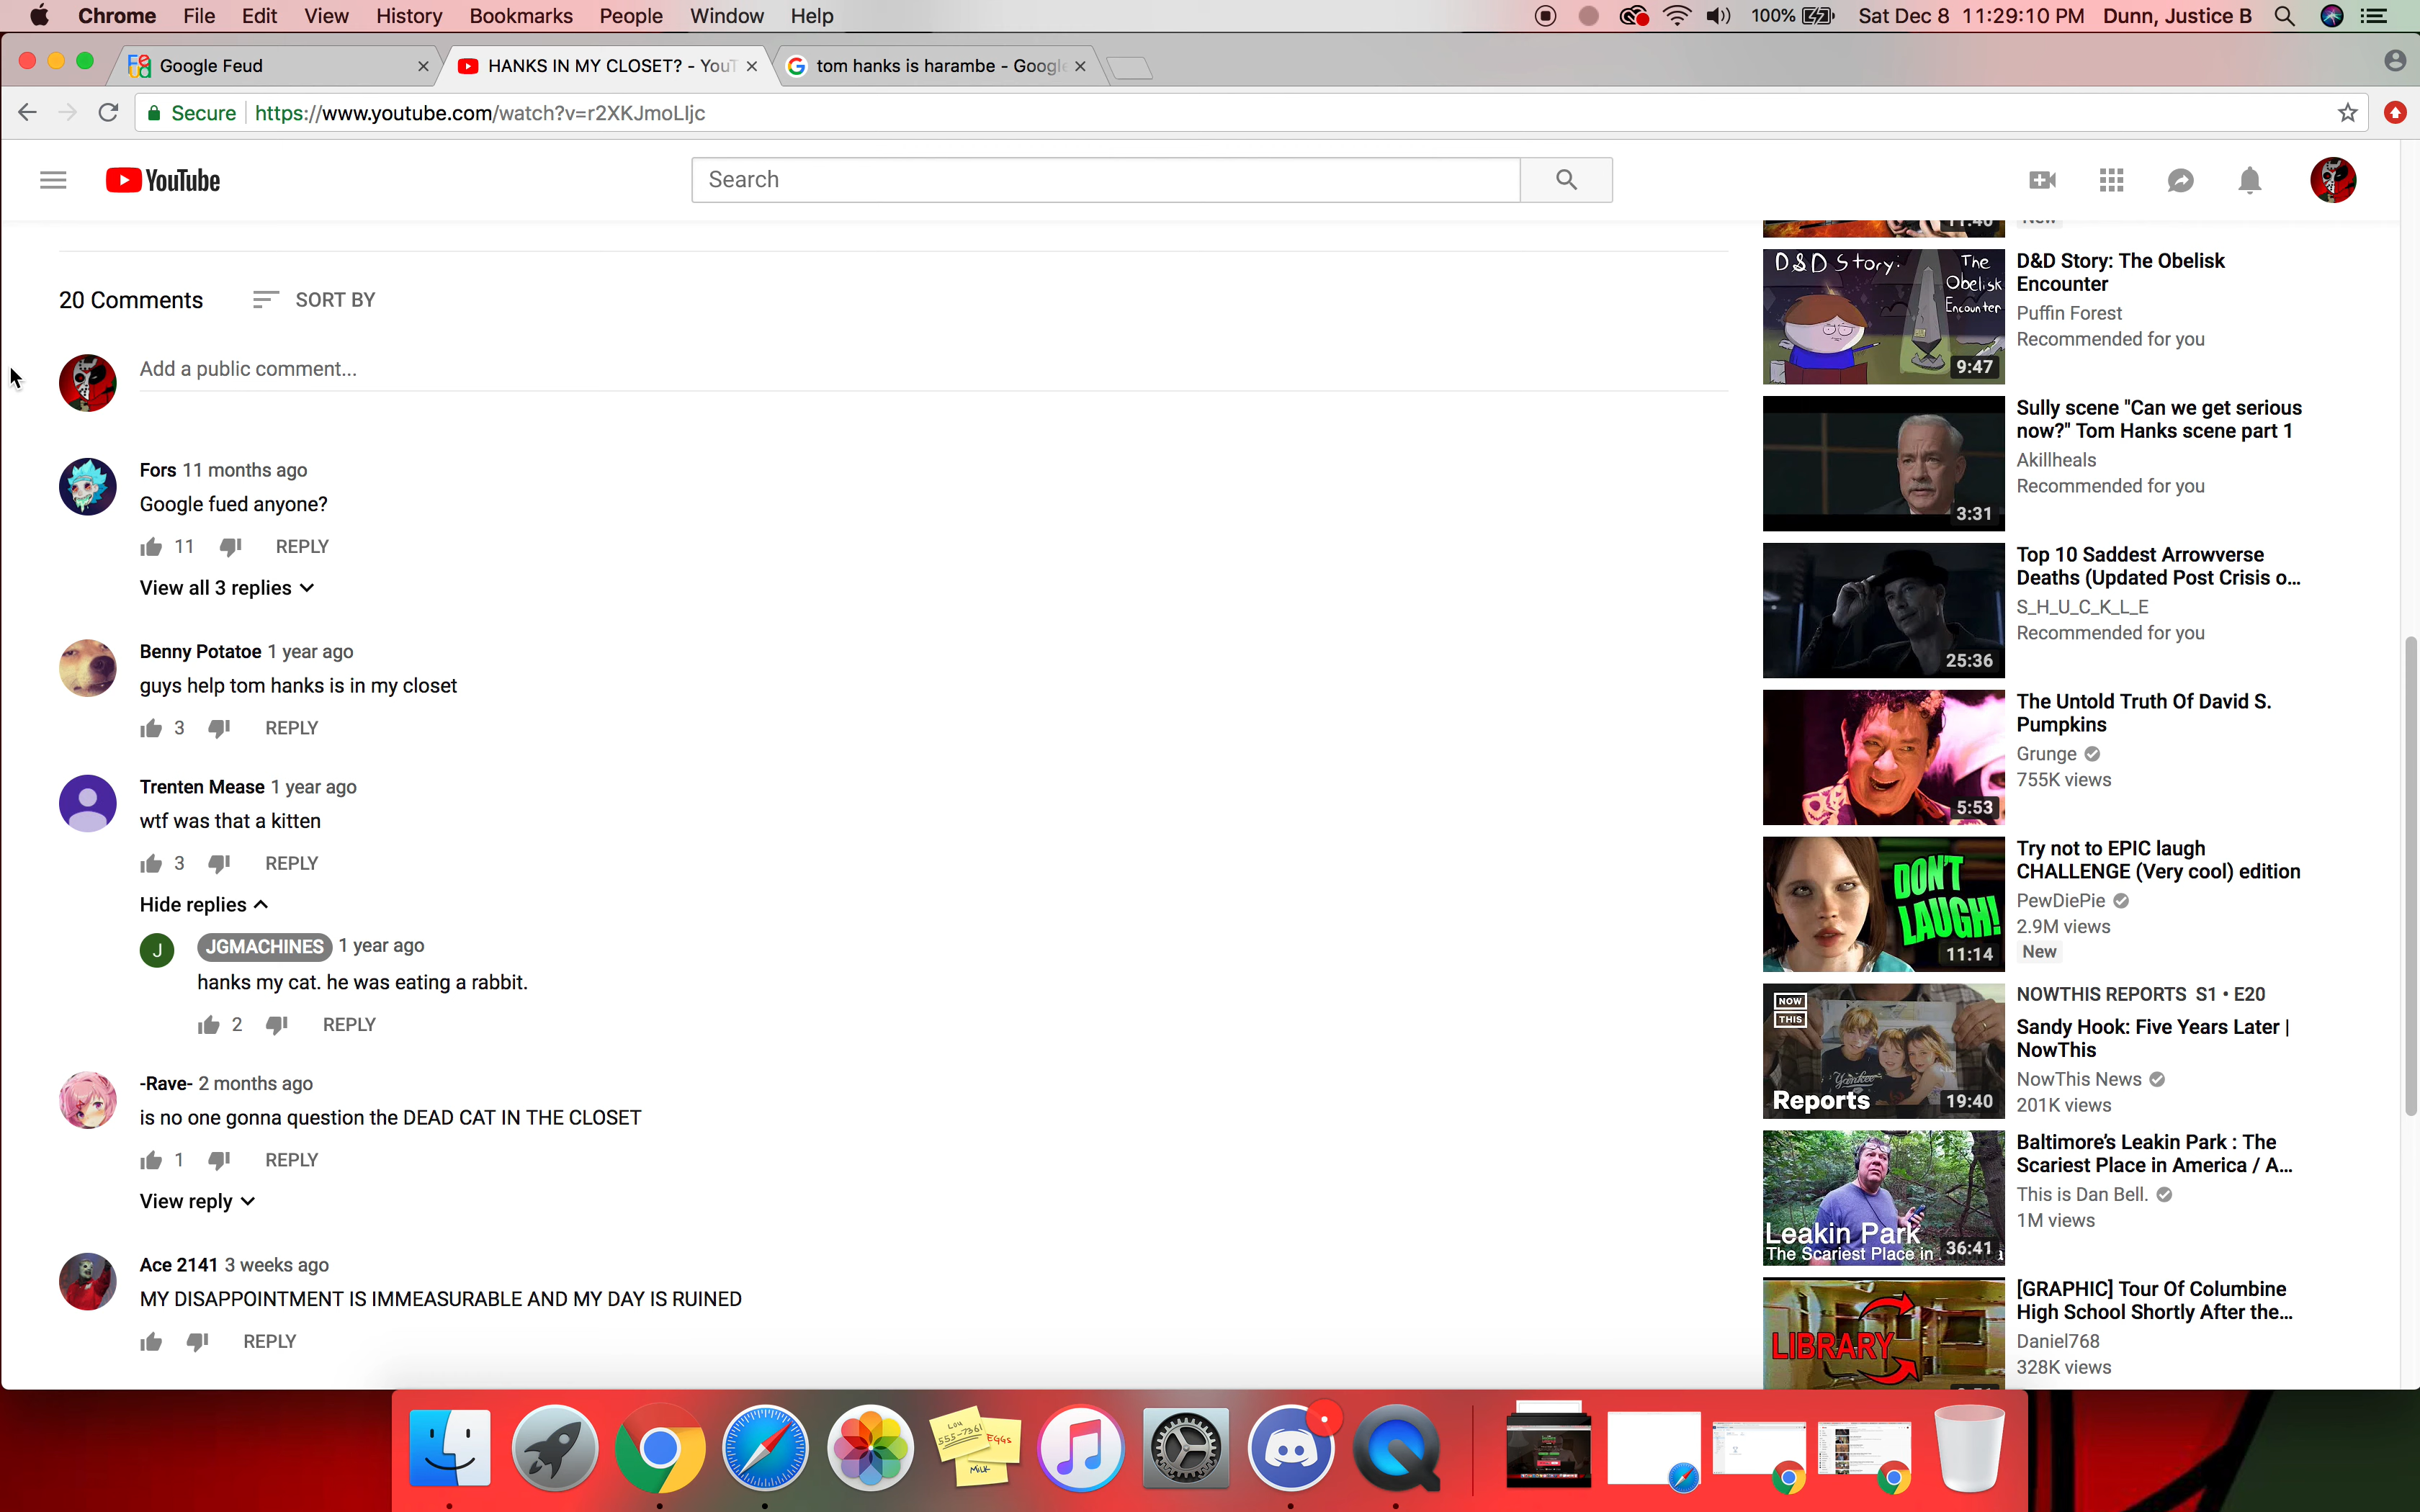 Chrome File Edit View History Bookmarks People Window Help
100% Sat Dec 8 11:29:10 PM Dunn, Justice B
Google Feud
HANKS IN MY CLOSET? - YouT
tom hanks is harambe - Googl
Secure https://www.youtube.com/watch?v=r2XKJmoLIjc
YouTube
Search
20 Comments SORT BY
Add a public comment...
Fors 11 months ago
Google fued anyone?
11 REPLY
View all 3 replies
Benny Potatoe 1 year ago
guys help tom hanks is in my closet
3 REPLY
Trenten Mease 1 year ago
wtf was that a kitten
3 REPLY
Hide replies
J
JGMACHINES 1 year ago
hanks my cat. he was eating a rabbit.
2 REPLY
-Rave- 2 months ago
is no one gonna question the DEAD CAT IN THE CLOSET
1 REPLY
View reply
Ace 2141 3 weeks ago
MY DISAPPOINTMENT IS IMMEASURABLE AND MY DAY IS RUINED
REPLY
D&D Story: The
Obelisk
Encounter
9:47
D&D Story: The Obelisk
Encounter
Puffin Forest
Recommended for you
3:31
Sully scene "Can we get serious
now?" Tom Hanks scene part 1
Akillheals
Recommended for you
25:36
Top 10 Saddest Arrowverse
Deaths (Updated Post Crisis o...
S_H_U_C_K_L_E
Recommended for you
5:53
The Untold Truth Of David S.
Pumpkins
Grunge
755K views
DON'T
LAUGH!
11:14
Try not to EPIC laugh
CHALLENGE (Very cool) edition
PewDiePie
2.9M views
New
NOW
THIS
Yankee
Reports
19:40
NOWTHIS REPORTS S1 • E20
Sandy Hook: Five Years Later |
NowThis
NowThis News
201K views
Leakin Park
The Scariest Place in
36:41
Baltimore's Leakin Park : The
Scariest Place in America / A...
This is Dan Bell.
1M views
LIBRARY
[GRAPHIC] Tour Of Columbine
High School Shortly After the...
Daniel768
328K views
LOU
555-7361
EGGS
MILK